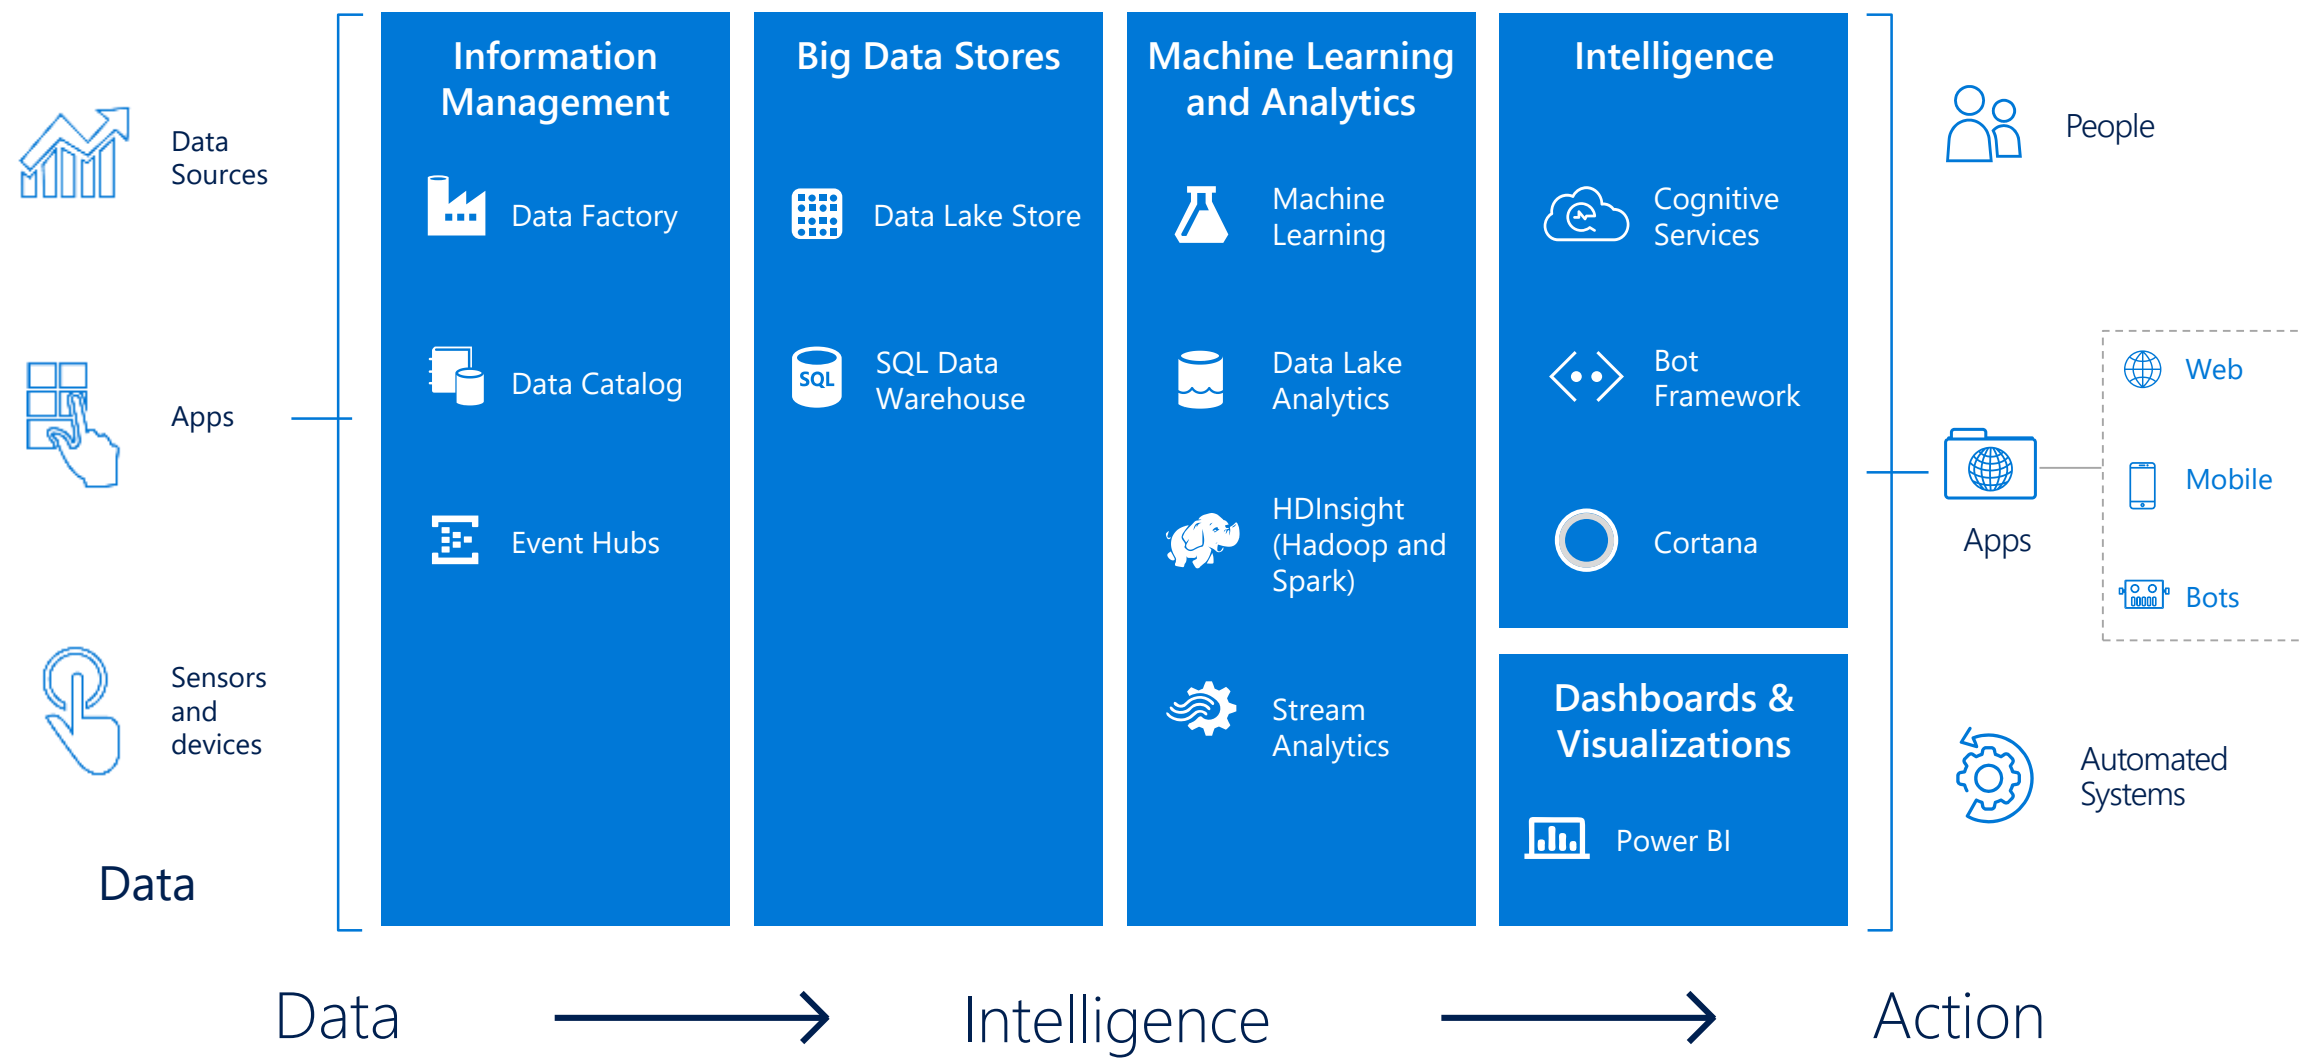 Data
Sources
Apps
Sensors
and
devices
Data
Information
Management
Data Factory
Data Catalog
Event Hubs
Big Data Stores
Data Lake Store
SQL
SQL Data
Warehouse
Machine Learning
and Analytics
Machine
Learning
Data Lake
Analytics
HDInsight
(Hadoop and
Spark)
Stream
Analytics
Intelligence
Cognitive
Services
Bot
Framework
Cortana
Dashboards &
Visualizations
Power BI
People
Apps
Web
Mobile
Bots
Automated
Systems
Data
Intelligence
Action